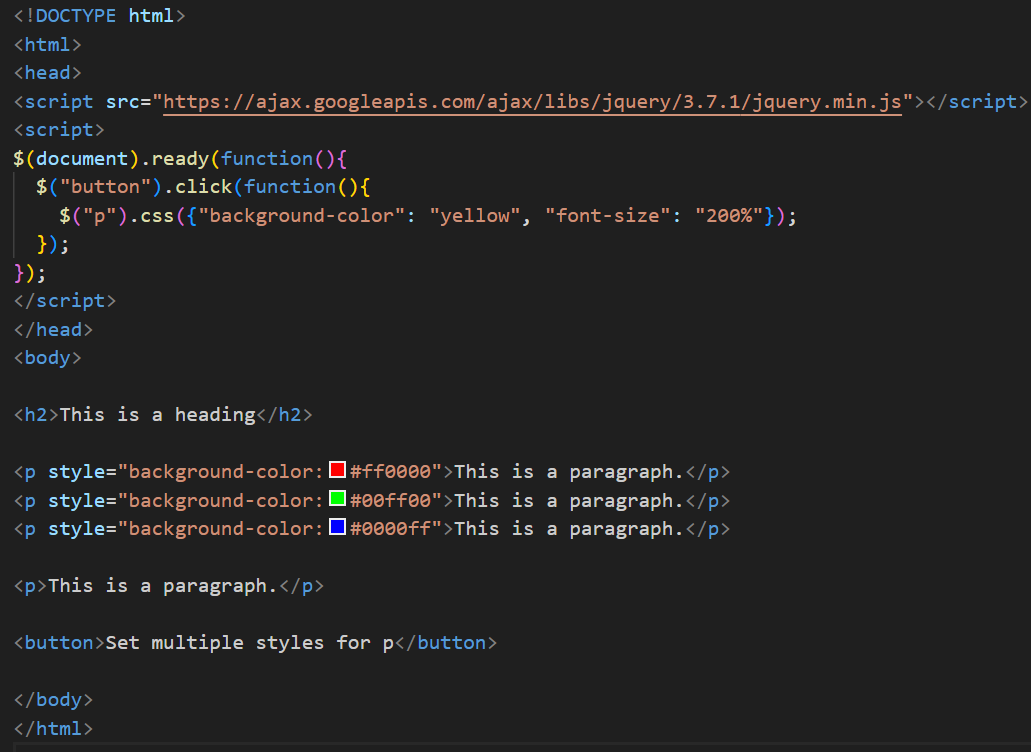 <!DOCTYPE html>
<html>
<head>
<script src="https://ajax.googleapis.com/ajax/libs/jquery/3.7.1/jquery.min.js"></script>
<script>
$(document).ready(function(){
  $("button").click(function(){
    $("p").css({"background-color": "yellow", "font-size": "200%"});
  });
});
</script>
</head>
<body>

<h2>This is a heading</h2>

<p style="background-color:#ff0000">This is a paragraph.</p>
<p style="background-color:#00ff00">This is a paragraph.</p>
<p style="background-color:#0000ff">This is a paragraph.</p>

<p>This is a paragraph.</p>

<button>Set multiple styles for p</button>

</body>
</html>